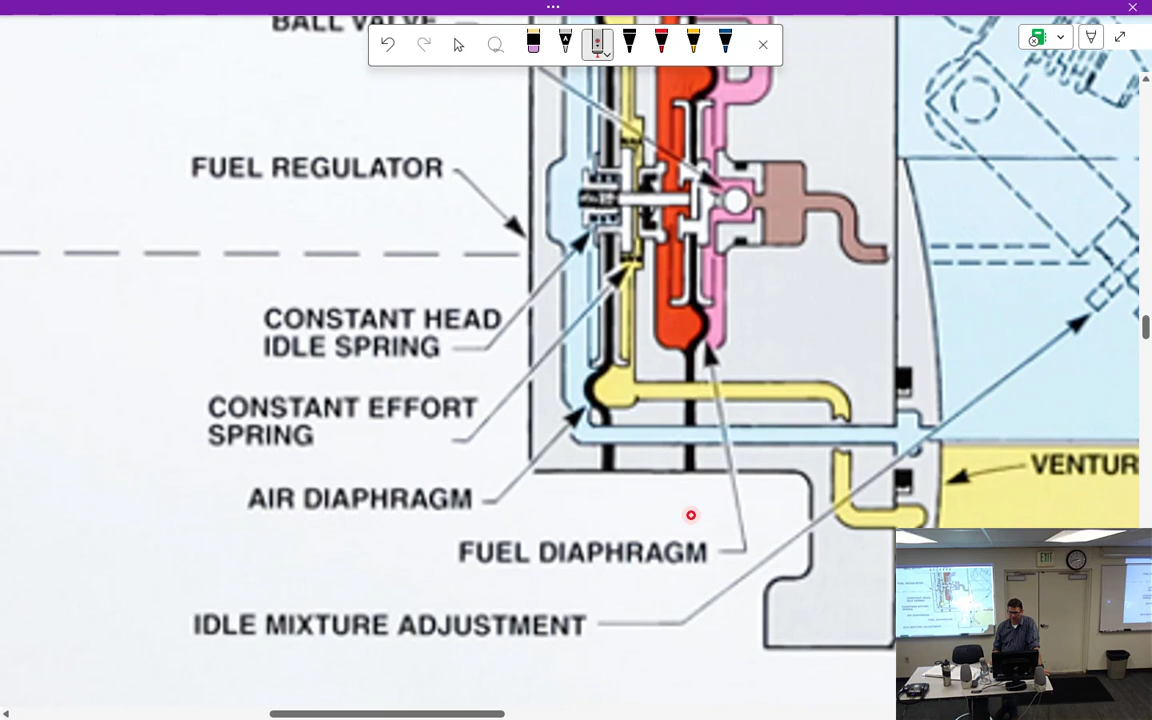 BALL VALVE
FUEL REGULATOR
CONSTANT HEAD
IDLE SPRING
CONSTANT EFFORT
SPRING
AIR DIAPHRAGM
VENTUR
FUEL DIAPHRAGM
IDLE MIXTURE ADJUSTMENT
EXIT